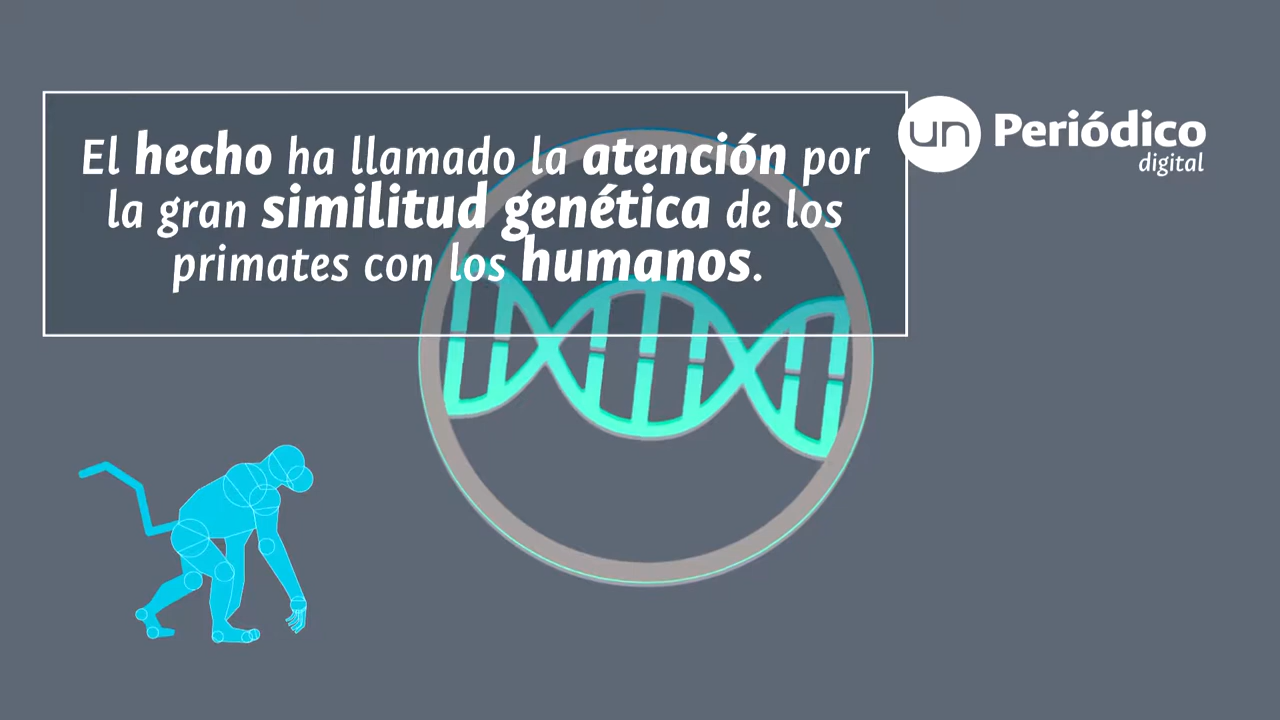 El hecho ha llamado la atención por
la gran similitud genética de los
primates con los humanos.
un Periódico
digital